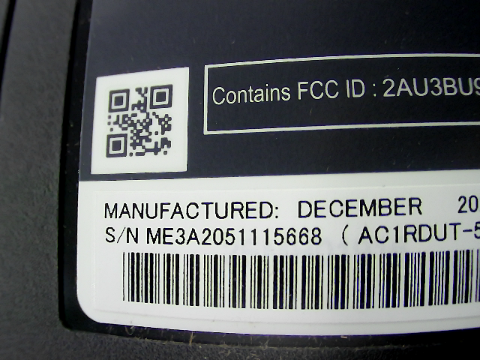 Contains FCC ID : 2AU3BU9
MANUFACTURED: DECEMBER 20
S/N ME3A2051115668 ( AC1RDUT-5